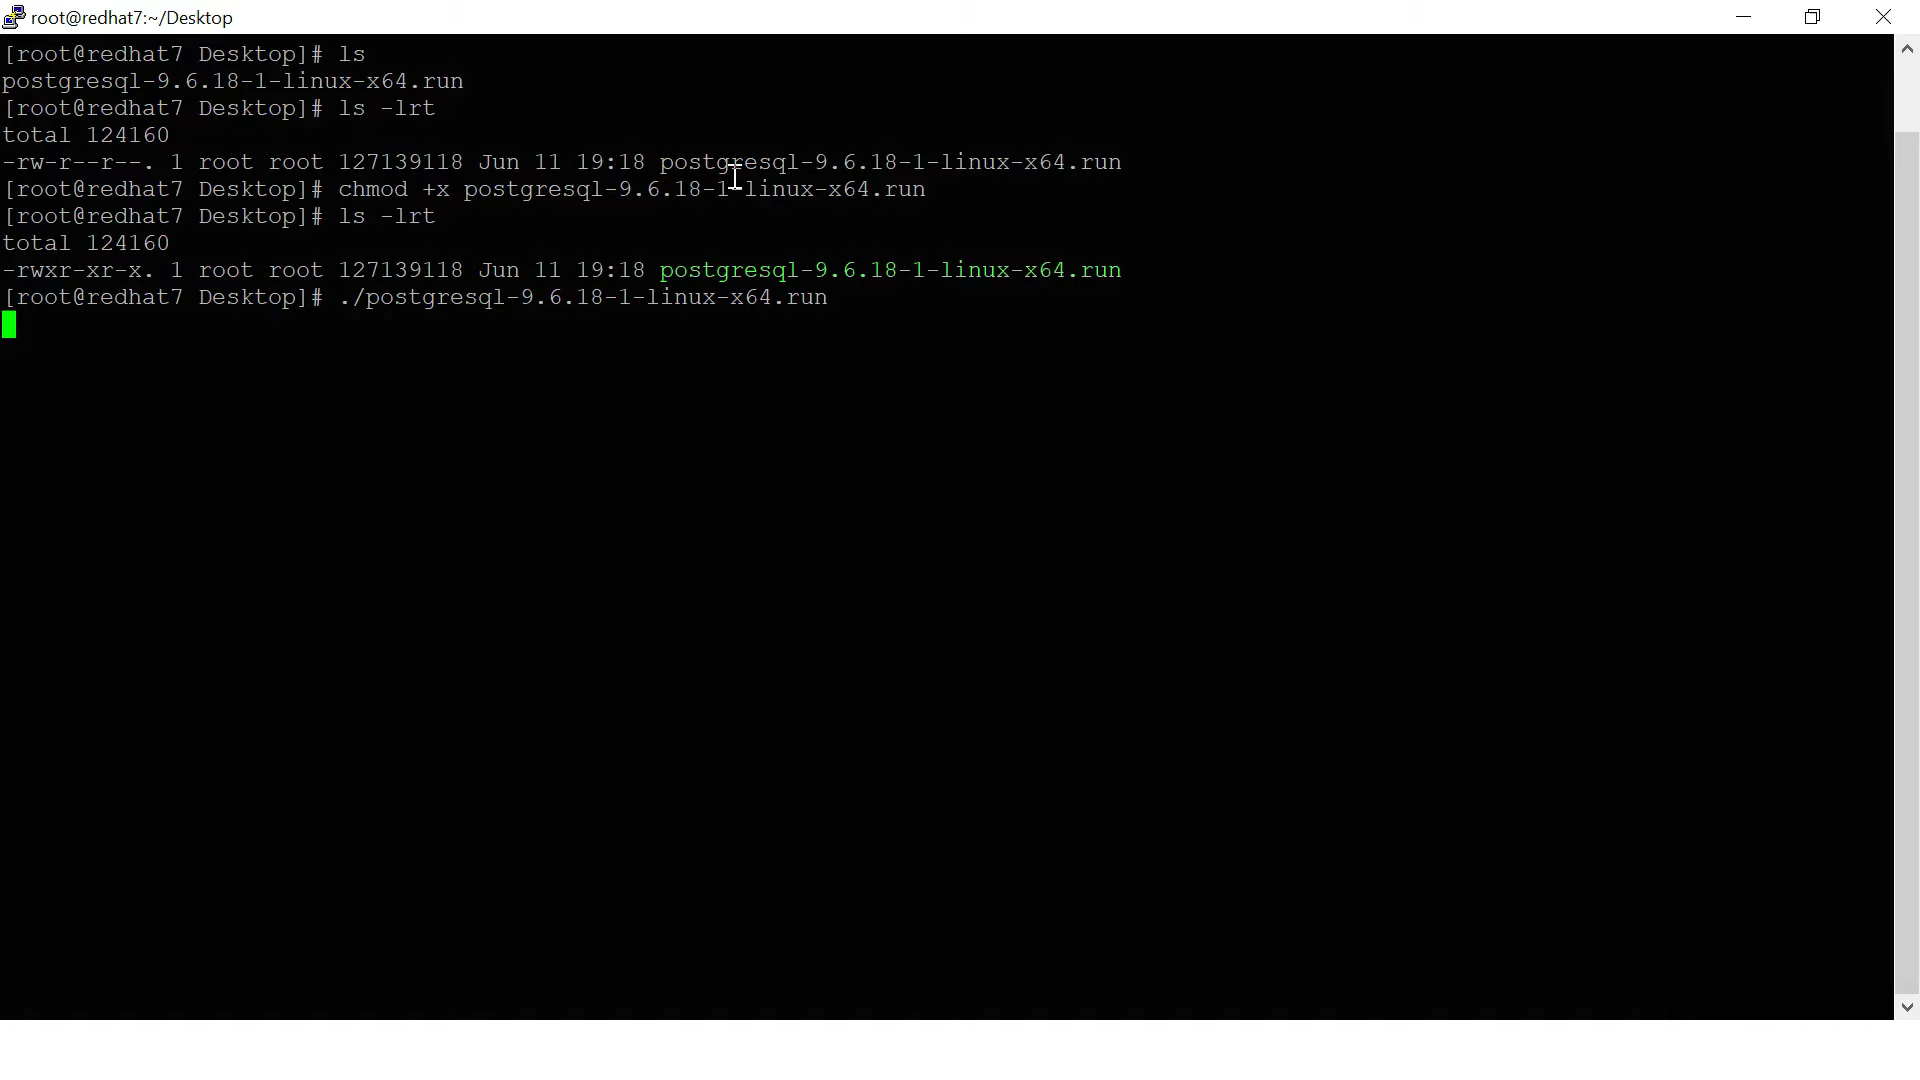 root@redhat7:~/Desktop
[root@redhat7 Desktop]# ls
postgresql-9.6.18-1-linux-x64.run
[root@redhat7 Desktop]# ls -lrt
total 124160
-rw-r--r--. 1 root root 127139118 Jun 11 19:18 postgresql-9.6.18-1-linux-x64.run
[root@redhat7 Desktop]# chmod +x postgresql-9.6.18-1-linux-x64.run
[root@redhat7 Desktop]# ls -lrt
total 124160
-rwxr-xr-x. 1 root root 127139118 Jun 11 19:18 postgresql-9.6.18-1-linux-x64.run
[root@redhat7 Desktop]# ./postgresql-9.6.18-1-linux-x64.run